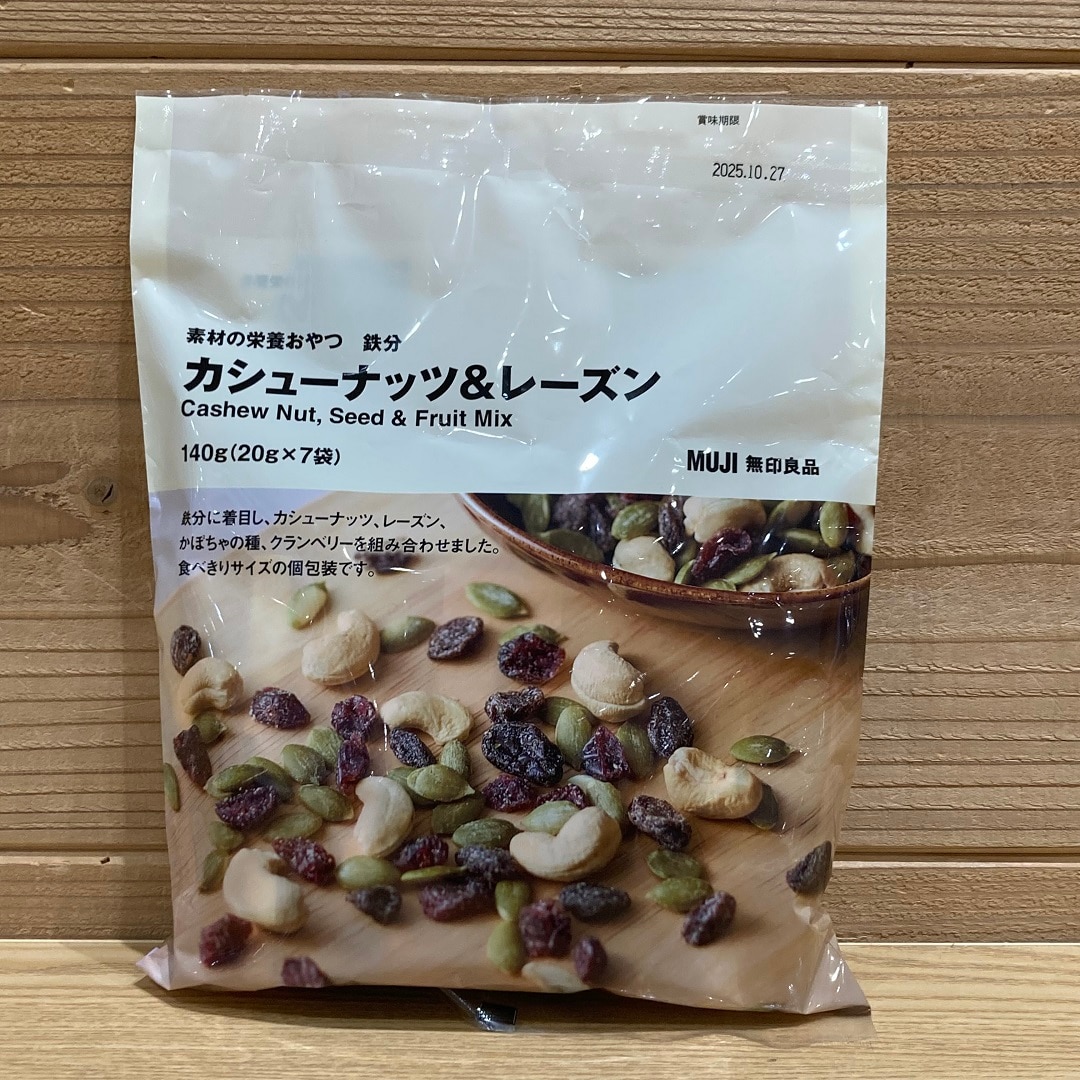 賞味期限
2025.10.27
素材の栄養おやつ 鉄分
カシューナッツ&レーズン
Cashew Nut, Seed & Fruit Mix
140g(20g×7袋)
MUJI 無印良品
鉄分に着目し、カシューナッツ、レーズン、
かぼちゃの種、クランベリーを組み合わせました。
食べきりサイズの個包装です。